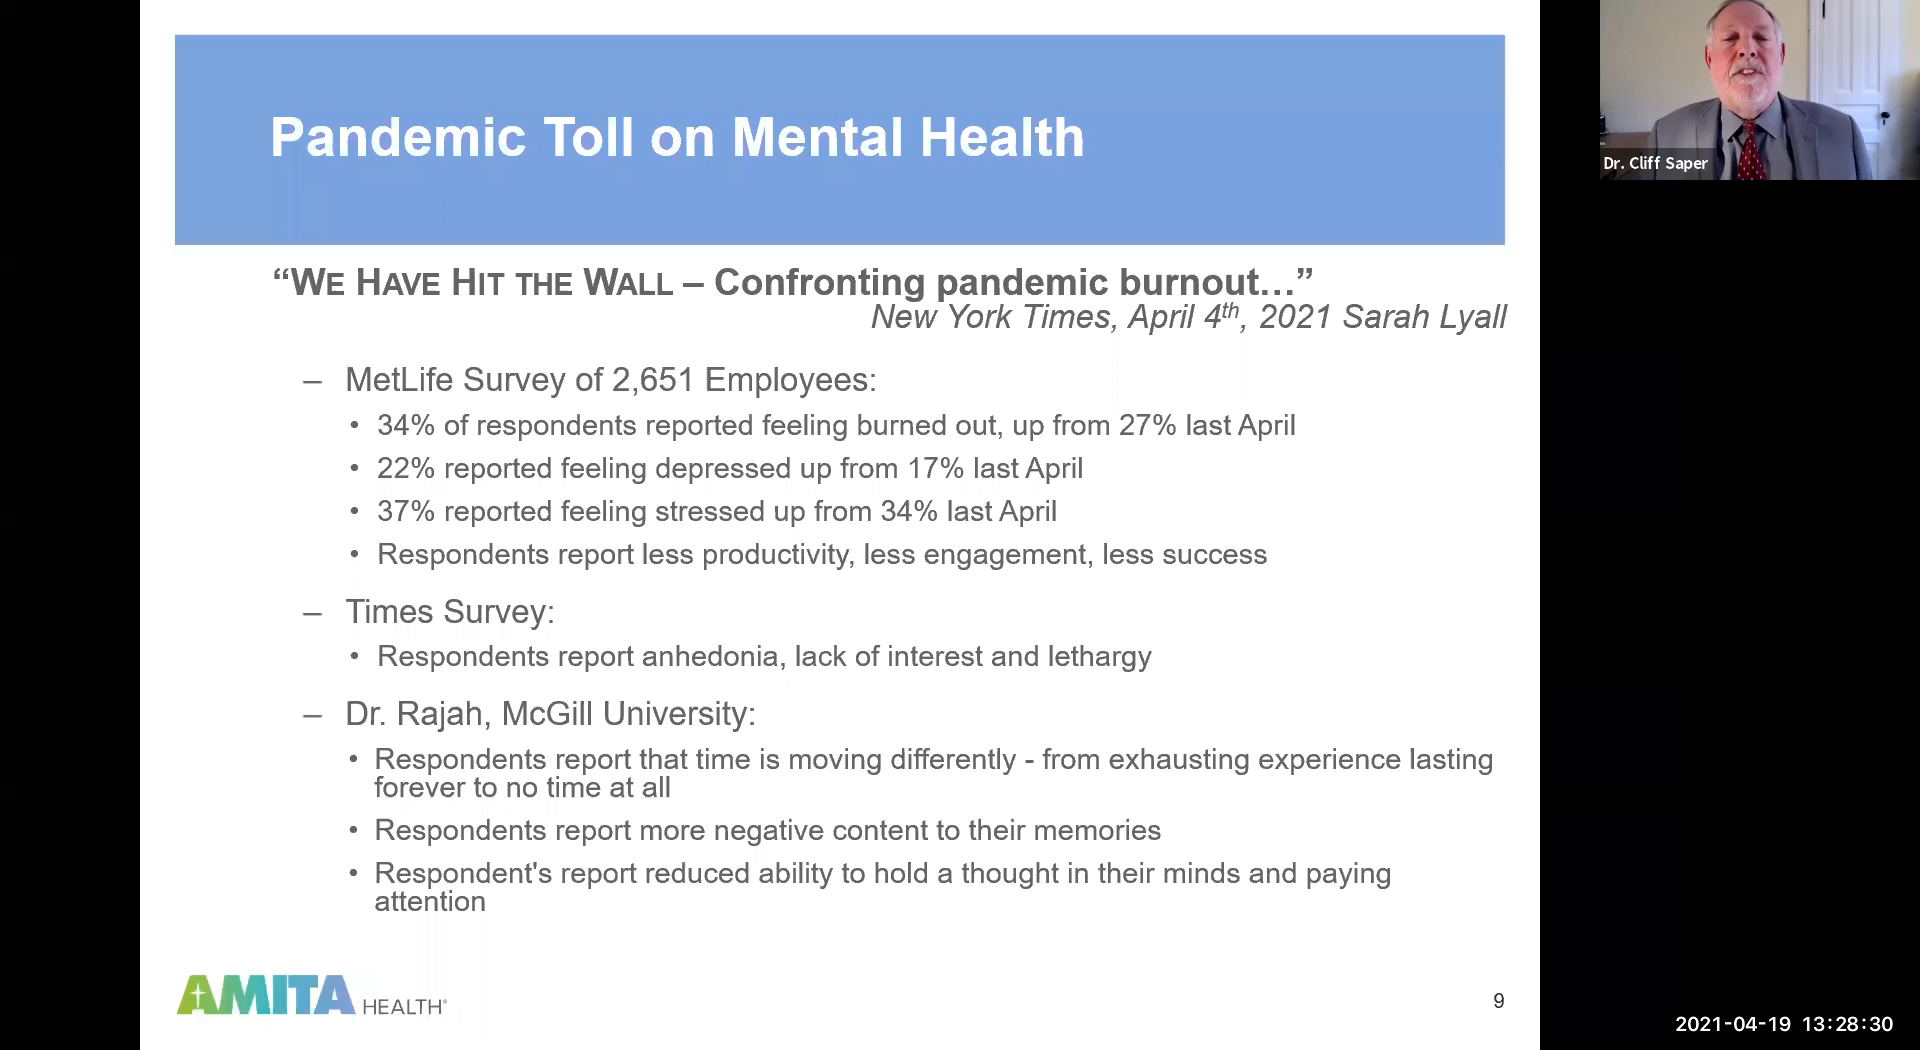 Pandemic Toll on Mental Health
“WE HAVE HIT THE WALL – Confronting pandemic burnout…”
New York Times, April 4th, 2021 Sarah Lyall
– MetLife Survey of 2,651 Employees:
• 34% of respondents reported feeling burned out, up from 27% last April
• 22% reported feeling depressed up from 17% last April
• 37% reported feeling stressed up from 34% last April
• Respondents report less productivity, less engagement, less success
– Times Survey:
• Respondents report anhedonia, lack of interest and lethargy
– Dr. Rajah, McGill University:
• Respondents report that time is moving differently - from exhausting experience lasting
forever to no time at all
• Respondents report more negative content to their memories
• Respondent's report reduced ability to hold a thought in their minds and paying
attention
AMITA HEALTH
9
Dr. Cliff Saper
2021-04-19 13:28:30